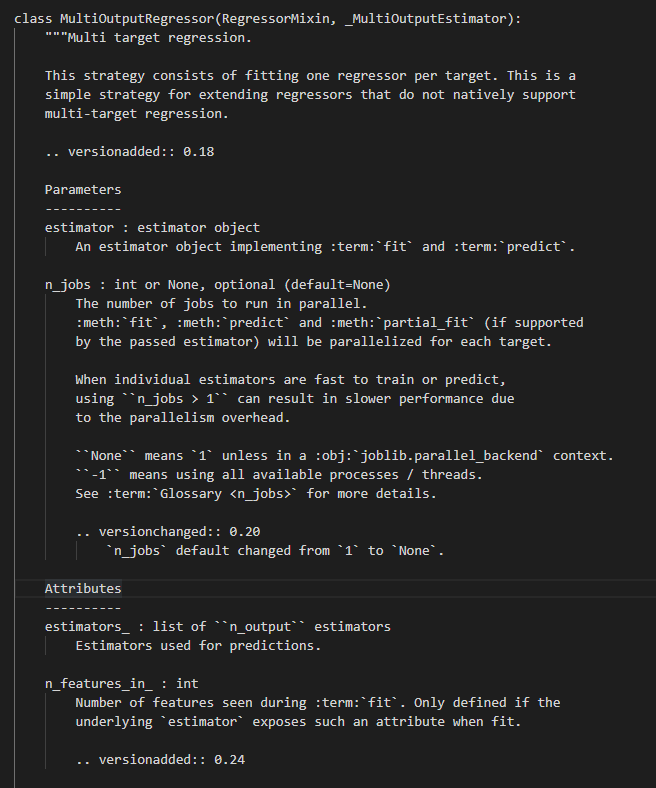 class MultiOutputRegressor(RegressorMixin, _MultiOutputEstimator):
"""Multi target regression.
This strategy consists of fitting one regressor per target. This is a
simple strategy for extending regressors that do not natively support
multi-target regression.
.. versionadded:: 0.18
Parameters
----------
estimator : estimator object
An estimator object implementing :term:`fit` and :term:`predict`.
n_jobs : int or None, optional (default=None)
The number of jobs to run in parallel.
:meth:`fit`, :meth:`predict` and :meth:`partial_fit` (if supported
by the passed estimator) will be parallelized for each target.
When individual estimators are fast to train or predict,
using ``n_jobs > 1`` can result in slower performance due
to the parallelism overhead.
``None`` means `1` unless in a :obj:`joblib.parallel_backend` context.
``-1`` means using all available processes / threads.
See :term:`Glossary <n_jobs>` for more details.
.. versionchanged:: 0.20
`n_jobs` default changed from `1` to `None`.
Attributes
----------
estimators_ : list of ``n_output`` estimators
Estimators used for predictions.
n_features_in_ : int
Number of features seen during :term:`fit`. Only defined if the
underlying `estimator` exposes such an attribute when fit.
.. versionadded:: 0.24